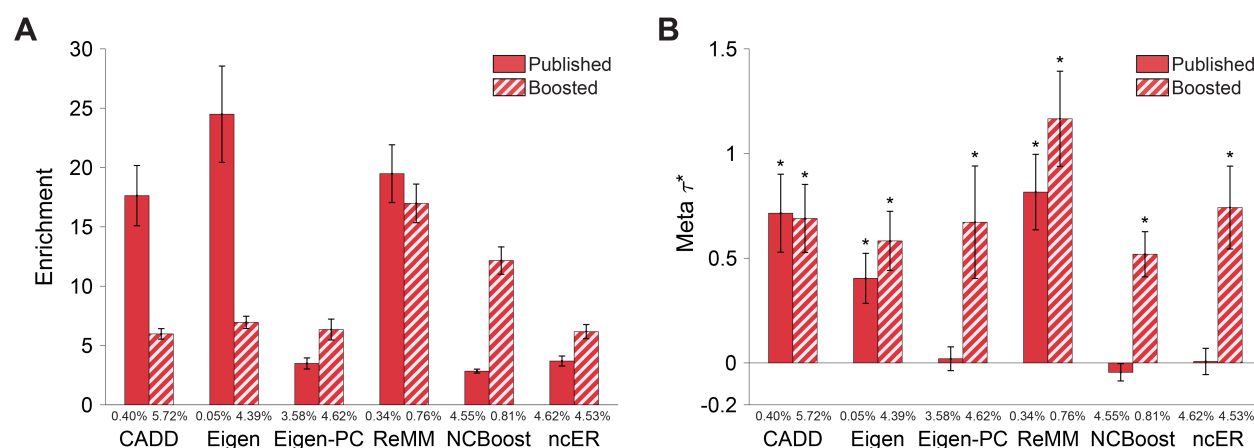 A
Enrichment
30
25
20
15
10
5
0
Published
Boosted
0.40% 5.72% 0.05% 4.39% 3.58% 4.62% 0.34% 0.76% 4.55% 0.81% 4.62% 4.53%
CADD Eigen Eigen-PC ReMM NCBoost ncER
B
Meta τ*
1.5
1
0.5
0
-0.2
Published
Boosted
* * * * * * * * *
0.40% 5.72% 0.05% 4.39% 3.58% 4.62% 0.34% 0.76% 4.55% 0.81% 4.62% 4.53%
CADD Eigen Eigen-PC ReMM NCBoost ncER